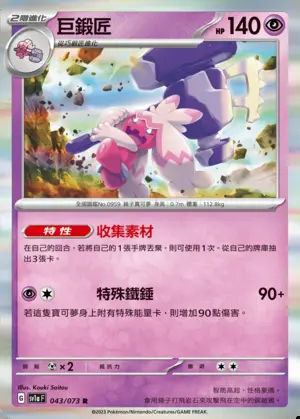 2階進化
巨鍛匠
HP 140
從巧鍛匠進化
全國圖鑑No.0959 鎚子寶可夢 身高：0.7m 體重：112.8kg
特性 收集素材
在自己的回合，若將自己的1張手牌丟棄，則可使用1次。從自己的牌庫抽
出3張卡。
特殊鐵錘 90+
若這隻寶可夢身上附有特殊能量卡，則追加90點傷害。
弱點 ×2 抵抗力 撤退
Illus. Kouki Saitou
G sv1a F 043/073 R
©2023 Pokémon/Nintendo/Creatures/GAME FREAK.